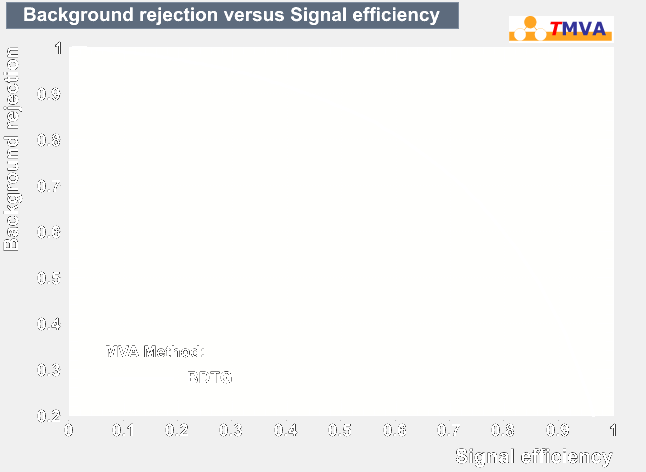 Background rejection versus Signal efficiency
TMVA
Background rejection
1
0.9
0.8
0.7
0.6
0.5
0.4
0.3
0.2
MVA Method:
BDTG
0 0.1 0.2 0.3 0.4 0.5 0.6 0.7 0.8 0.9 1
Signal efficiency